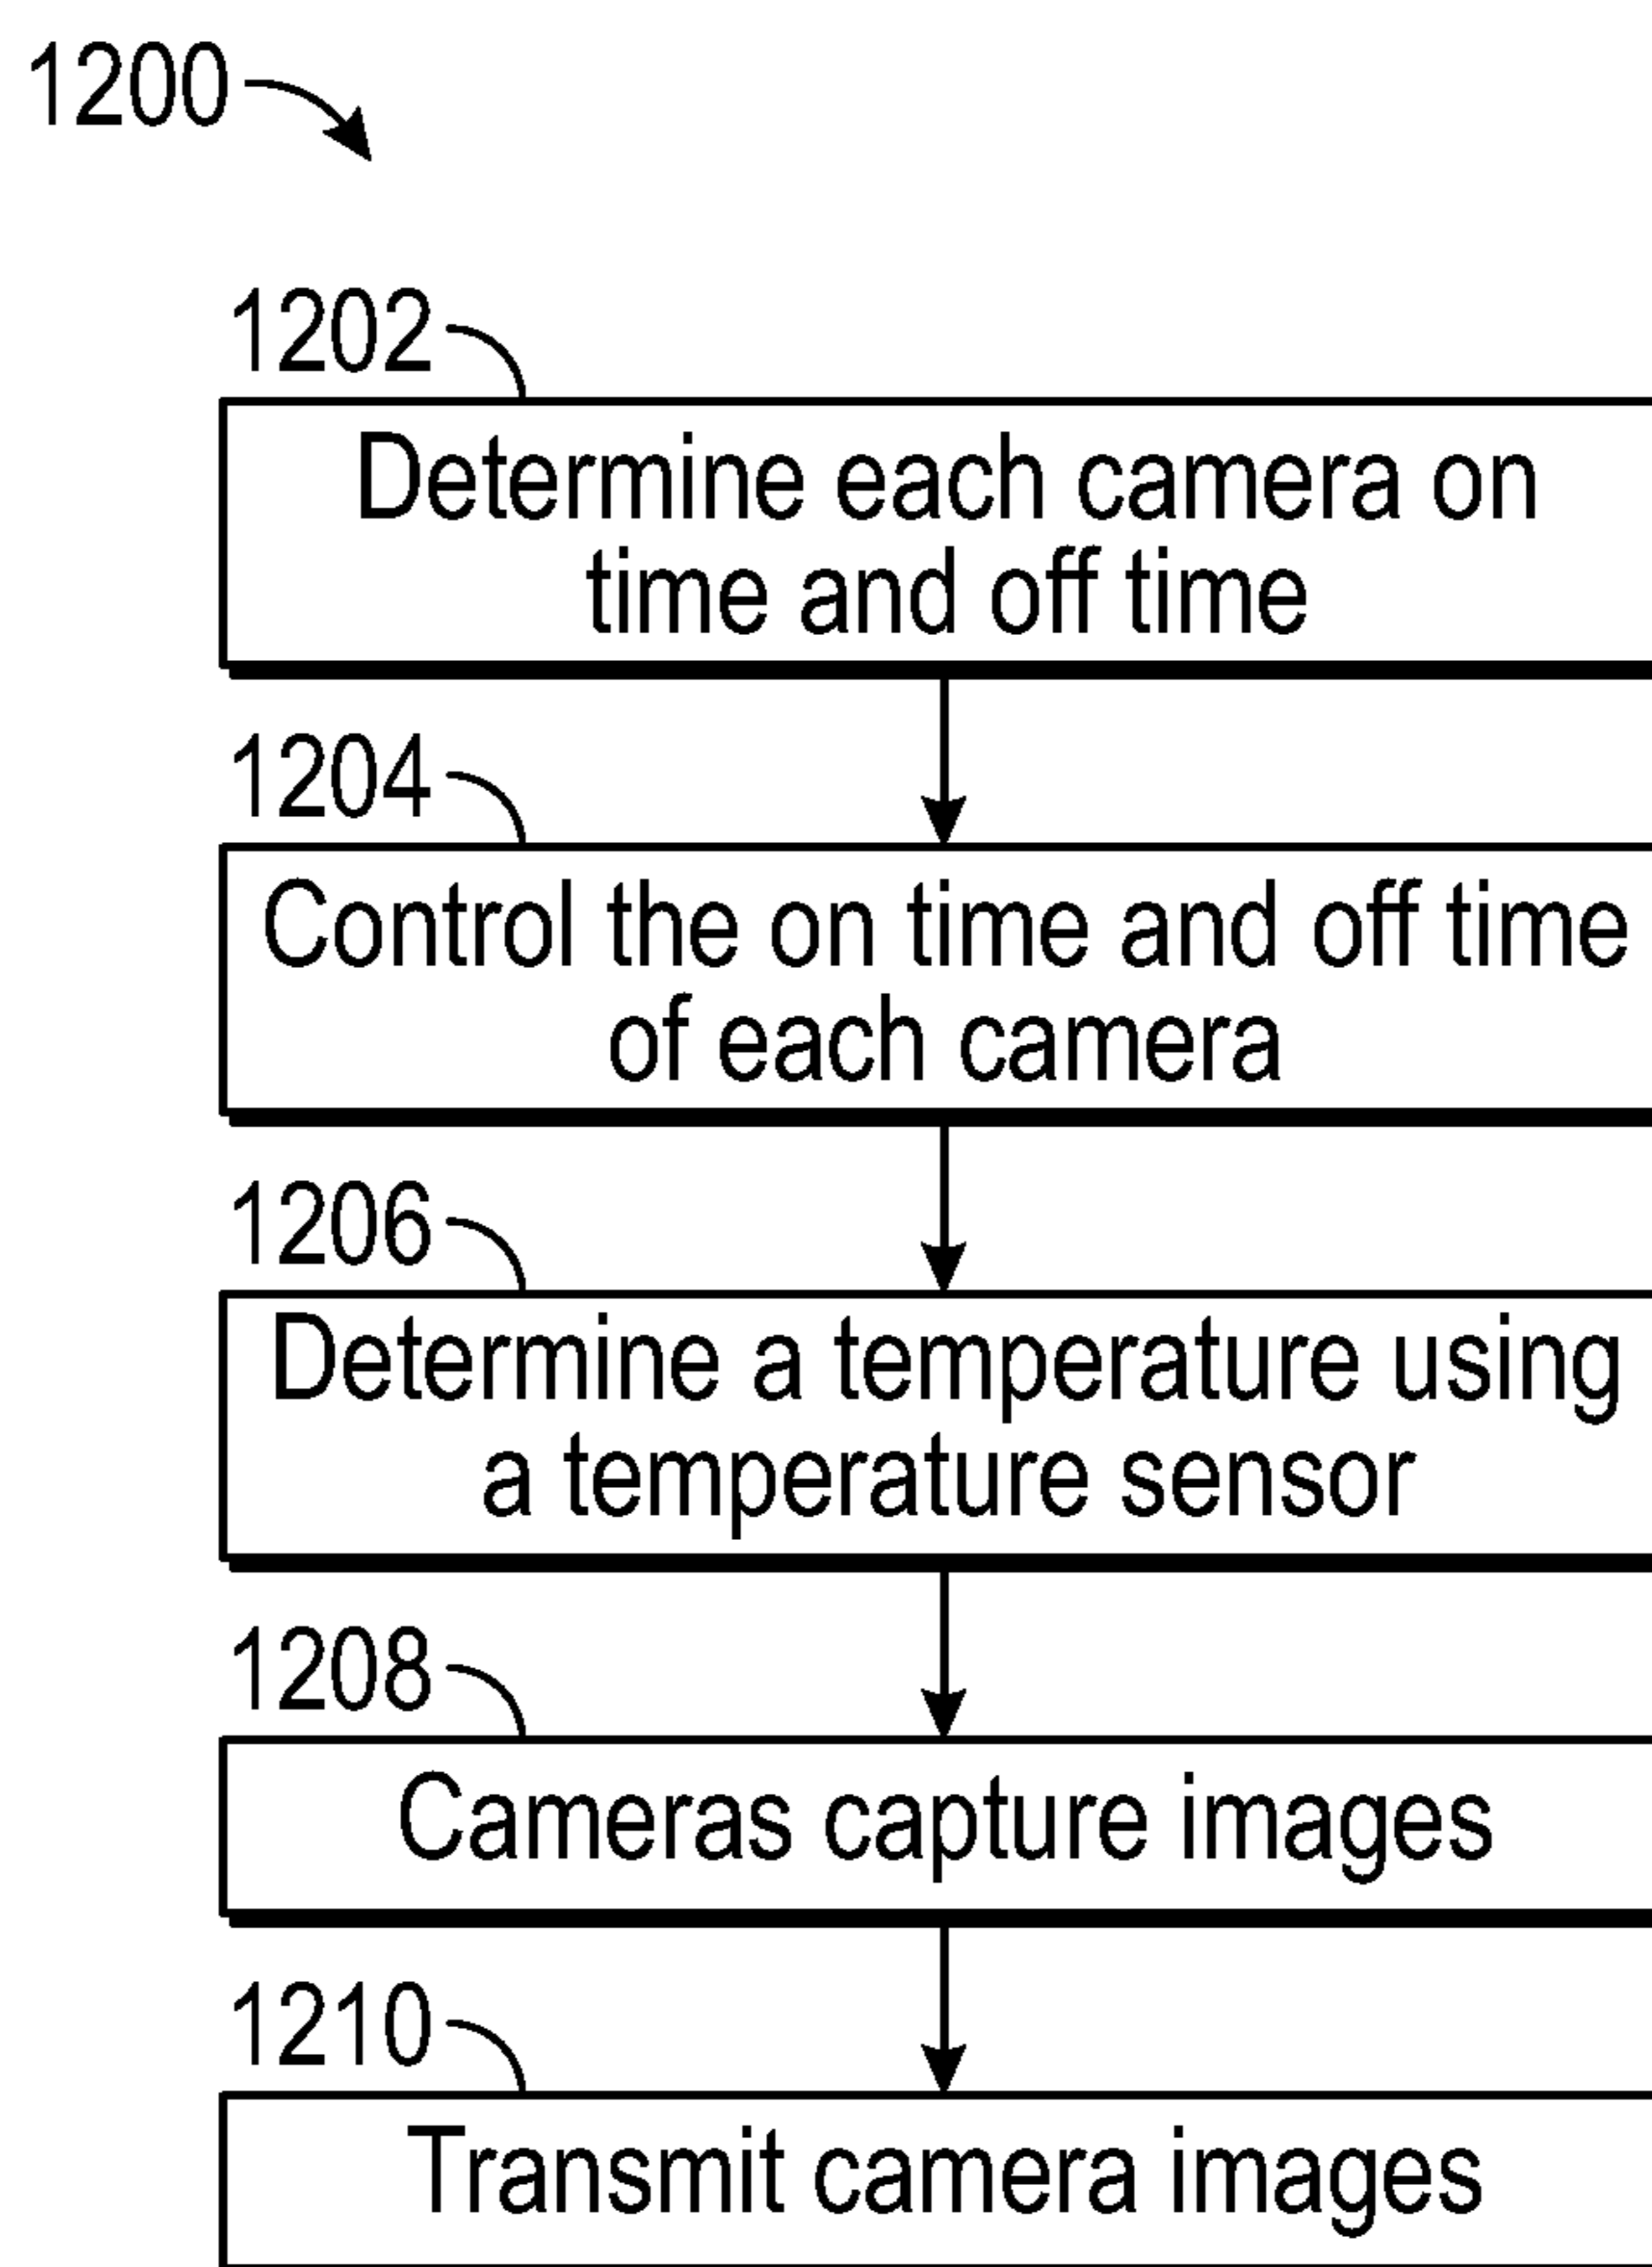 1200
1202
Determine each camera on
time and off time
1204
Control the on time and off time
of each camera
1206
Determine a temperature using
a temperature sensor
1208
Cameras capture images
1210
Transmit camera images